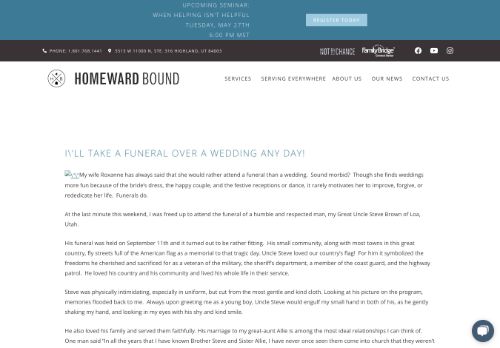 UPCOMING SEMINAR:
WHEN HELPING ISN'T HELPFUL
TUESDAY, MAY 27TH
6:00 PM MST
REGISTER TODAY
PHONE: 1.801.768.1441
5513 W 11000 N, STE. 316 HIGHLAND, UT 84003
NOT BY CHANCE
FamilyBridge
HOMEWARD BOUND
SERVICES
SERVING EVERYWHERE
ABOUT US
OUR NEWS
CONTACT US
I\'LL TAKE A FUNERAL OVER A WEDDING ANY DAY!
My wife Roxanne has always said that she would rather attend a funeral than a wedding. Sound morbid? Though she finds weddings
more fun because of the bride's dress, the happy couple, and the festive receptions or dance, it rarely motivates her to improve, forgive, or
rededicate her life. Funerals do.
At the last minute this weekend, I was freed up to attend the funeral of a humble and respected man, my Great Uncle Steve Brown of Loa,
Utah.
His funeral was held on September 11th and it turned out to be rather fitting. His small community, along with most towns in this great
country, fly streets full of the American flag as a memorial to that tragic day. Uncle Steve loved our country's flag! For him it symbolized the
freedoms he cherished and sacrificed for as a veteran of the military, the sheriff's department, a member of the coast guard, and the highway
patrol. He loved his country and his community and lived his whole life in their service.
Steve was physically intimidating, especially in uniform, but cut from the most gentle and kind cloth. Looking at his picture on the program,
memories flooded back to me. Always upon greeting me as a young boy, Uncle Steve would engulf my small hand in both of his, as he gently
shaking my hand, and looking in my eyes with his shy and kind smile.
He also loved his family and served them faithfully. His marriage to my great-aunt Allie is among the most ideal relationships I can think of.
One man said "In all the years that I have known Brother Steve and Sister Allie, I have never once seen them come into church that they weren't